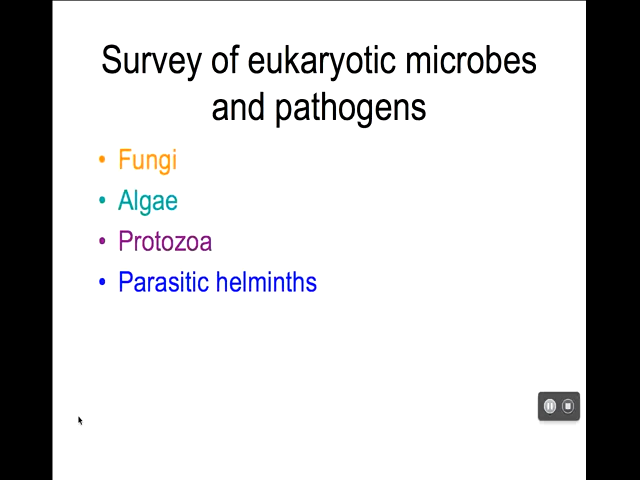 Survey of eukaryotic microbes
and pathogens
• Fungi
• Algae
• Protozoa
• Parasitic helminths